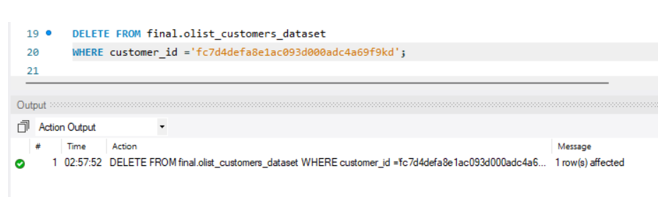 19 DELETE FROM final.olist_customers_dataset
20 WHERE customer_id ='fc7d4defa8e1ac093d000adc4a69f9kd';
21
Output
Action Output
# Time Action Message
1 02:57:52 DELETE FROM final.olist_customers_dataset WHERE customer_id ='fc7d4defa8e1ac093d000adc4a6... 1 row(s) affected